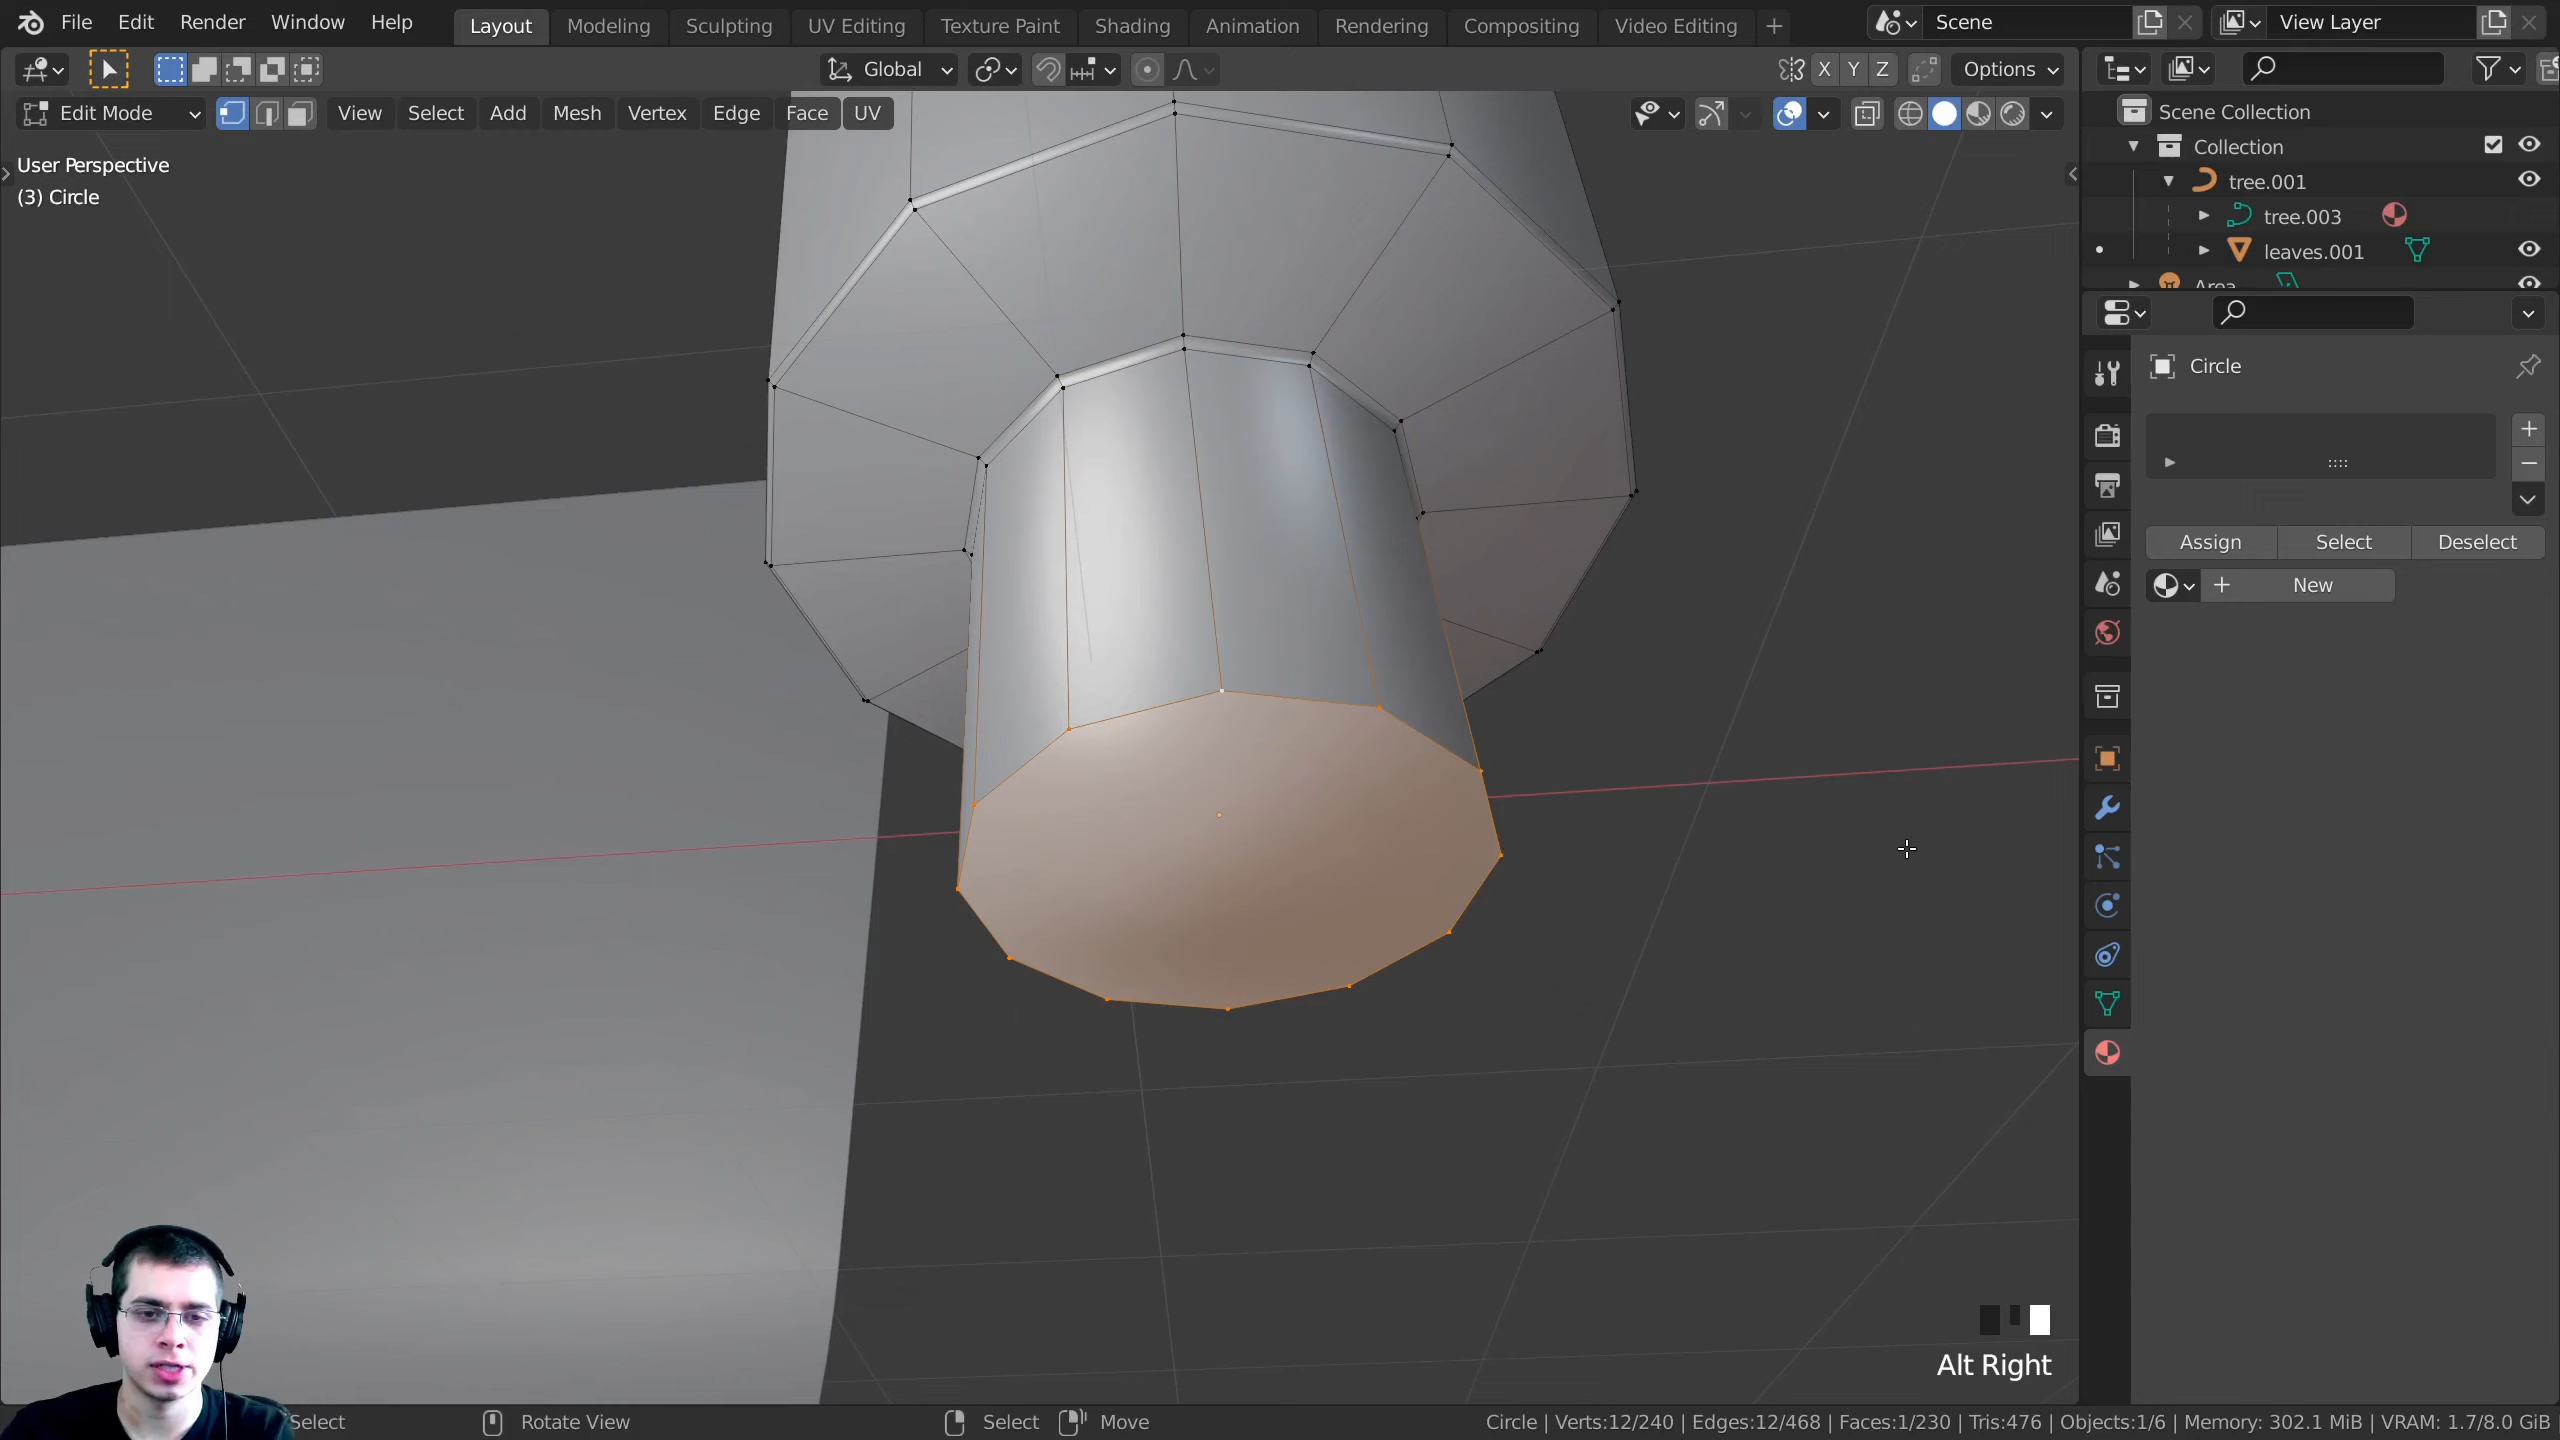 File Edit Render Window Help Layout Modeling Sculpting UV Editing Texture Paint Shading Animation Rendering Compositing Video Editing + Scene View Layer
Global X Y Z Options
Edit Mode View Select Add Mesh Vertex Edge Face UV
User Perspective
(3) Circle
Scene Collection
Collection
tree.001
tree.003
leaves.001
Area
Circle
Assign Select Deselect
+ New
Alt Right
Select Rotate View Select Move Circle | Verts:12/240 | Edges:12/468 | Faces:1/230 | Tris:476 | Objects:1/6 | Memory: 302.1 MiB | VRAM: 1.7/8.0 GiB